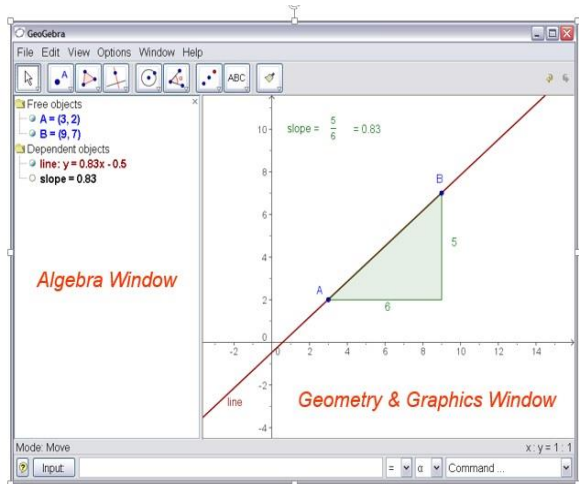 GeoGebra
File Edit View Options Window Help
A ABC
Free objects
A = (3, 2)
B = (9, 7)
Dependent objects
line: y = 0.83x - 0.5
slope = 0.83
Algebra Window
slope = 5/6 = 0.83
10
8
6
4
2
0
-2
-4
-2 0 2 4 6 8 10 12 14
A
B
5
6
line
Geometry & Graphics Window
Mode: Move
x : y = 1 : 1
? Input: = α Command ...